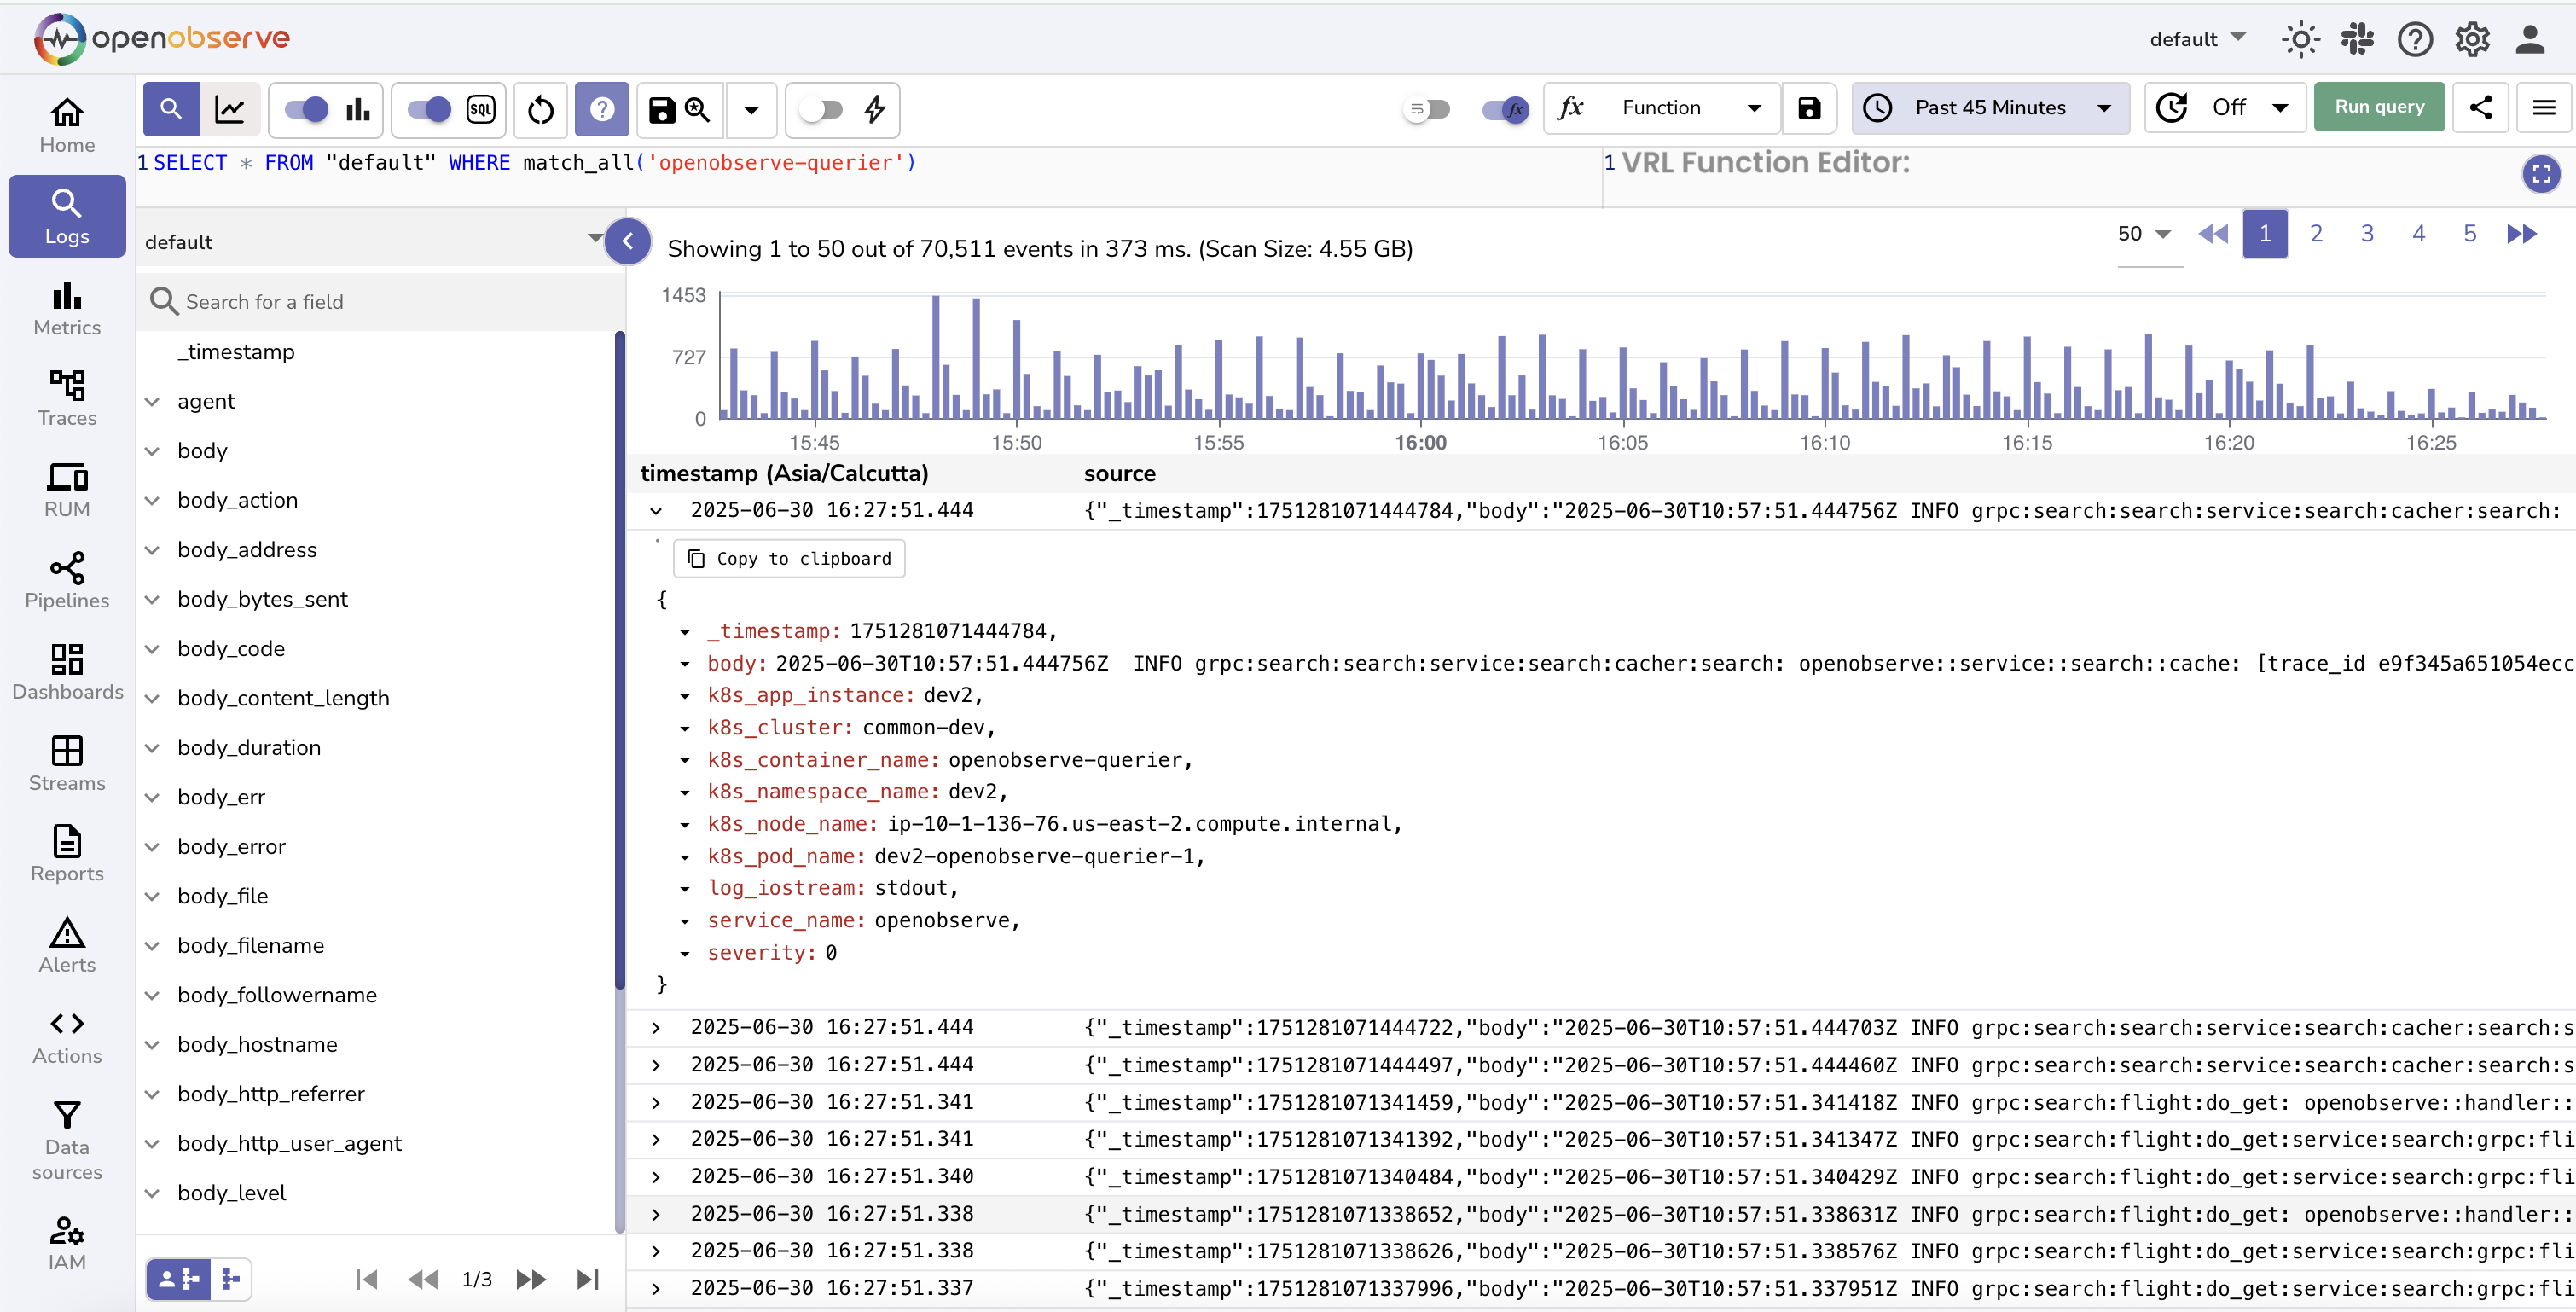 openobserve
default
SQL
fx
fx
Function
Past 45 Minutes
Off
Run query
Home
Logs
Metrics
Traces
RUM
Pipelines
Dashboards
Streams
Reports
Alerts
Actions
Data
sources
IAM
1 SELECT * FROM "default" WHERE match_all('openobserve-querier')
1 VRL Function Editor:
default
Search for a field
_timestamp
agent
body
body_action
body_address
body_bytes_sent
body_code
body_content_length
body_duration
body_err
body_error
body_file
body_filename
body_followername
body_hostname
body_http_referrer
body_http_user_agent
body_level
1/3
Showing 1 to 50 out of 70,511 events in 373 ms. (Scan Size: 4.55 GB)
50
1 2 3 4 5
1453
727
0
15:45 15:50 15:55 16:00 16:05 16:10 16:15 16:20 16:25
timestamp (Asia/Calcutta) source
2025-06-30 16:27:51.444 {"_timestamp":1751281071444784,"body":"2025-06-30T10:57:51.444756Z INFO grpc:search:search:service:search:cacher:search:
Copy to clipboard
{
_timestamp: 1751281071444784,
body: 2025-06-30T10:57:51.444756Z INFO grpc:search:search:service:search:cacher:search: openobserve::service::search::cache: [trace_id e9f345a651054ecc
k8s_app_instance: dev2,
k8s_cluster: common-dev,
k8s_container_name: openobserve-querier,
k8s_namespace_name: dev2,
k8s_node_name: ip-10-1-136-76.us-east-2.compute.internal,
k8s_pod_name: dev2-openobserve-querier-1,
log_iostream: stdout,
service_name: openobserve,
severity: 0
}
2025-06-30 16:27:51.444 {"_timestamp":1751281071444722,"body":"2025-06-30T10:57:51.444703Z INFO grpc:search:search:service:search:cacher:search:s
2025-06-30 16:27:51.444 {"_timestamp":1751281071444497,"body":"2025-06-30T10:57:51.444460Z INFO grpc:search:search:service:search:cacher:search:s
2025-06-30 16:27:51.341 {"_timestamp":1751281071341459,"body":"2025-06-30T10:57:51.341418Z INFO grpc:search:flight:do_get: openobserve::handler::
2025-06-30 16:27:51.341 {"_timestamp":1751281071341392,"body":"2025-06-30T10:57:51.341347Z INFO grpc:search:flight:do_get:service:search:grpc:fli
2025-06-30 16:27:51.340 {"_timestamp":1751281071340484,"body":"2025-06-30T10:57:51.340429Z INFO grpc:search:flight:do_get:service:search:grpc:fli
2025-06-30 16:27:51.338 {"_timestamp":1751281071338652,"body":"2025-06-30T10:57:51.338631Z INFO grpc:search:flight:do_get: openobserve::handler::
2025-06-30 16:27:51.338 {"_timestamp":1751281071338626,"body":"2025-06-30T10:57:51.338576Z INFO grpc:search:flight:do_get:service:search:grpc:fli
2025-06-30 16:27:51.337 {"_timestamp":1751281071337996,"body":"2025-06-30T10:57:51.337951Z INFO grpc:search:flight:do_get:service:search:grpc:fli